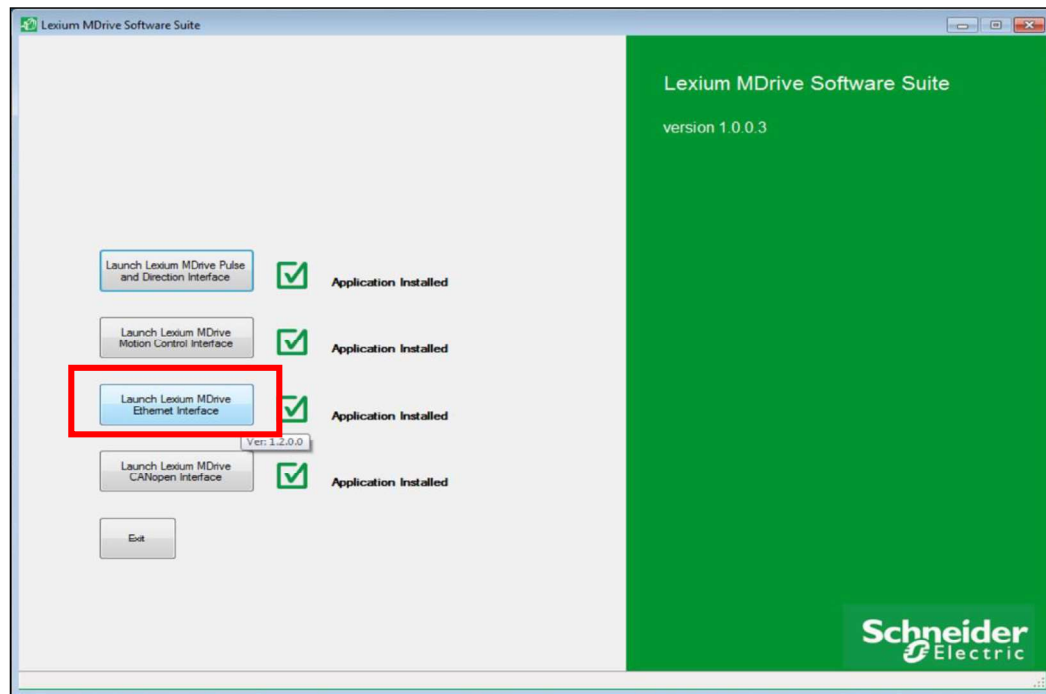 Lexium MDrive Software Suite
Lexium MDrive Software Suite
version 1.0.0.3
Launch Lexium MDrive Pulse
and Direction Interface
Application Installed
Launch Lexium MDrive
Motion Control Interface
Application Installed
Launch Lexium MDrive
Ethernet Interface
Application Installed
Ver: 1.2.0.0
Launch Lexium MDrive
CANopen Interface
Application Installed
Exit
Schneider
Electric